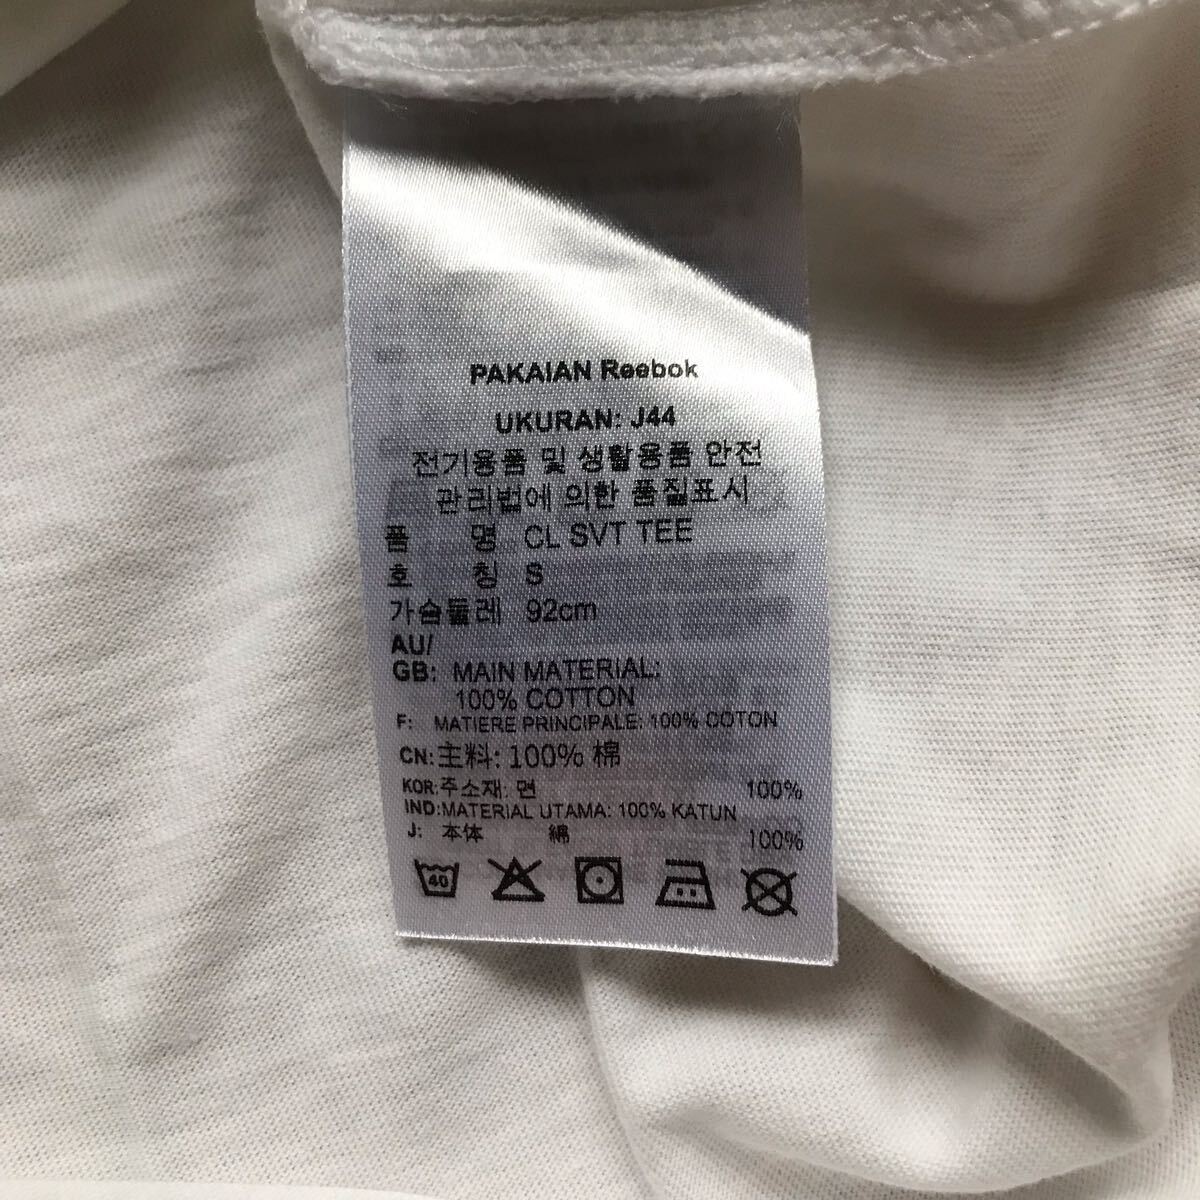 PAKAIAN Reebok
UKURAN: J44
전기용품 및 생활용품 안전
관리법에 의한 품질표시
품 명 CL SVT TEE
호 칭 S
가슴둘레 92cm
AU/
GB: MAIN MATERIAL:
100% COTTON
F: MATIERE PRINCIPALE: 100% COTON
CN: 主料: 100% 棉
KOR: 주소재: 면 100%
IND: MATERIAL UTAMA: 100% KATUN
J: 本体 綿 100%
40